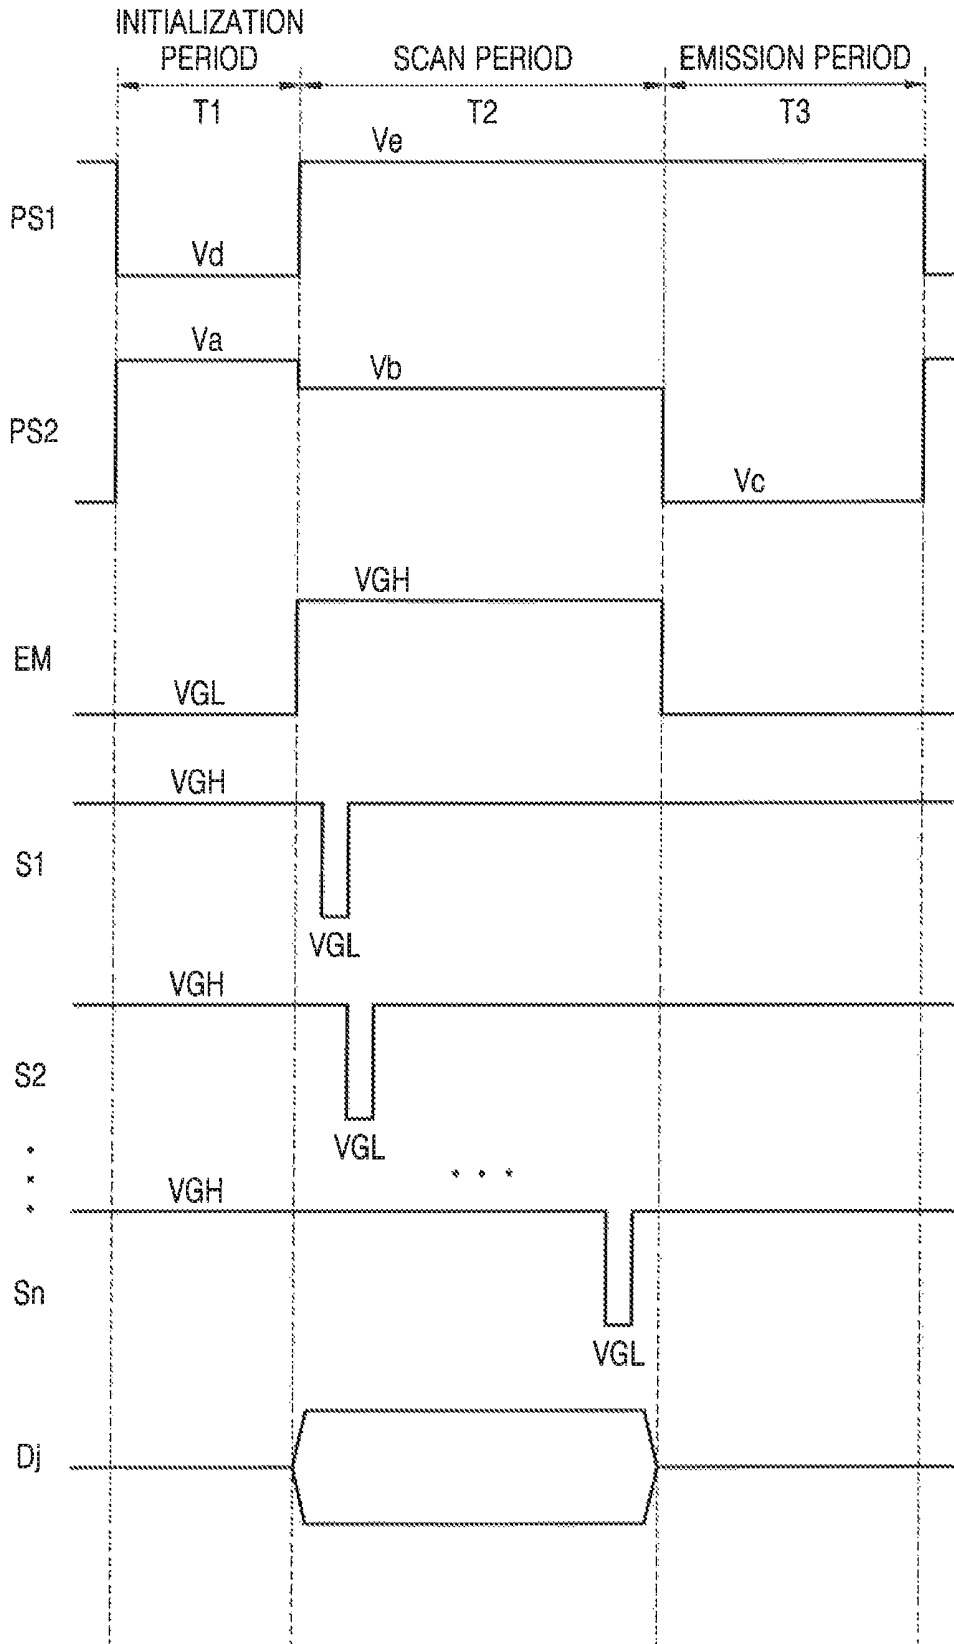 INITIALIZATION
PERIOD
SCAN PERIOD
EMISSION PERIOD
T1
T2
T3
Ve
PS1
Vd
Va
Vb
PS2
Vc
VGH
EM
VGL
VGH
S1
VGL
VGH
S2
VGL
VGH
Sn
VGL
Dj